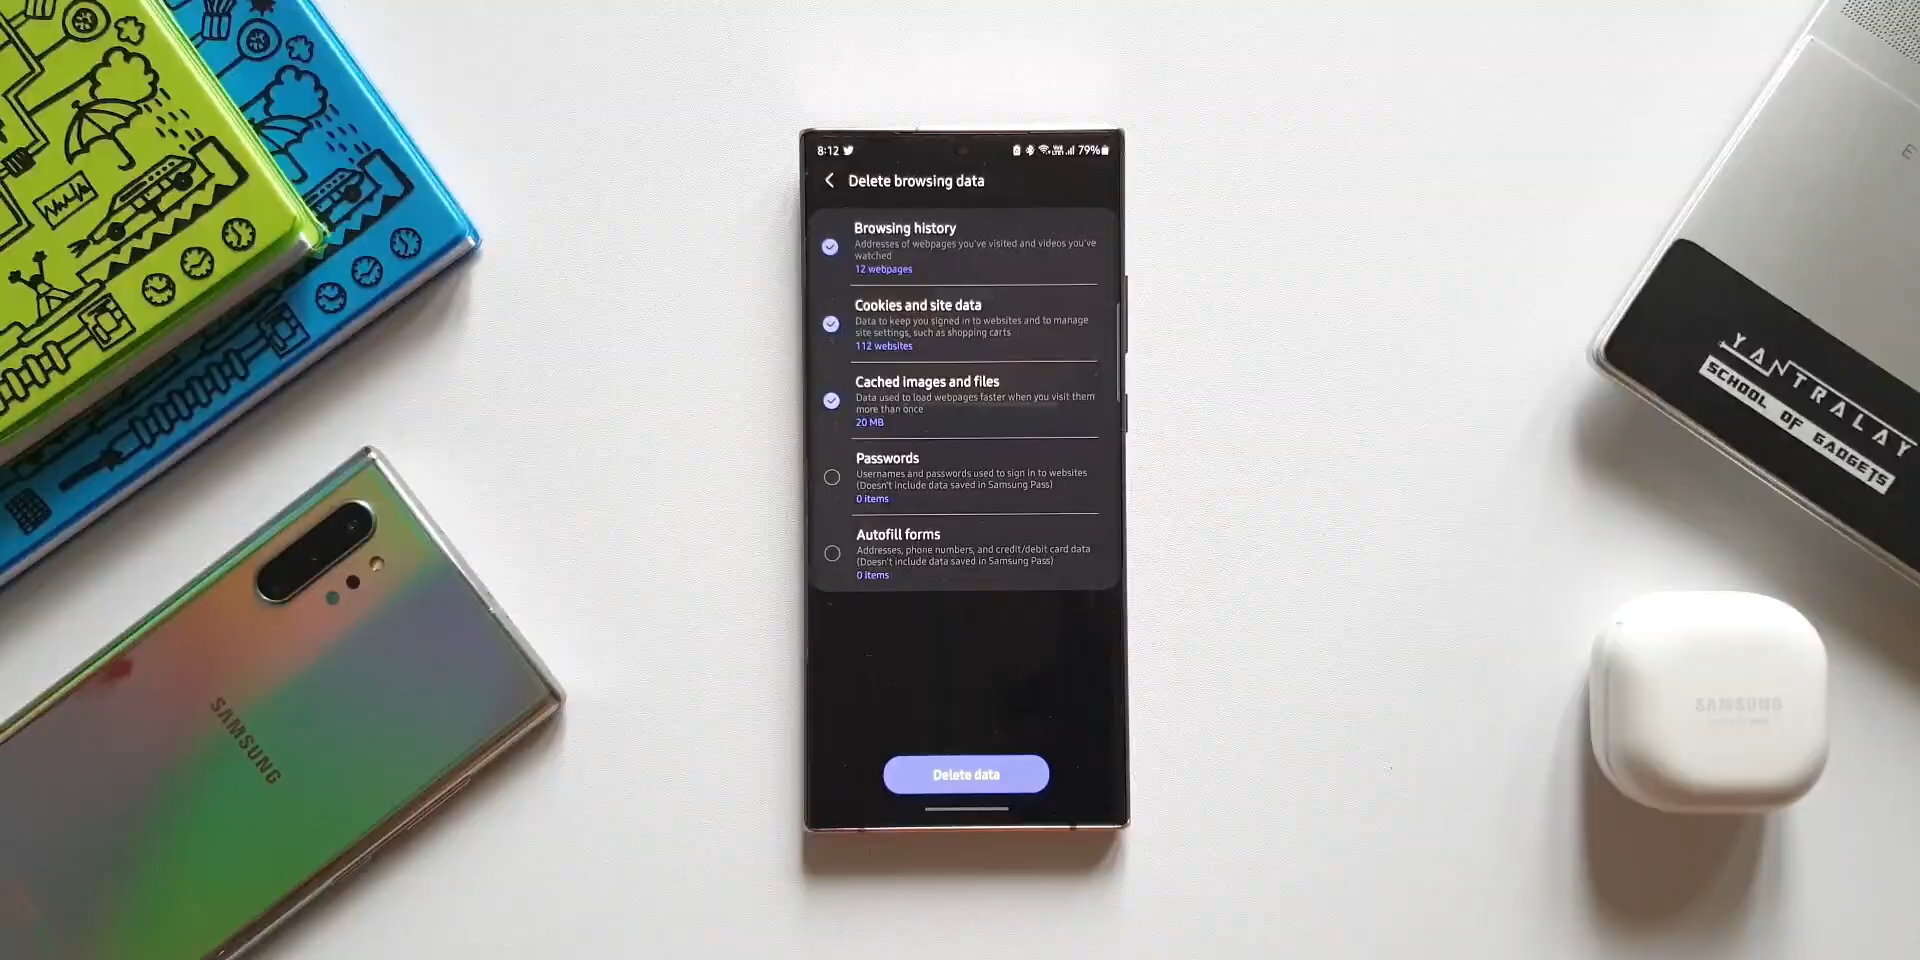 8:12
79%
Delete browsing data
Browsing history
Addresses of webpages you've visited and videos you've
watched
12 webpages
Cookies and site data
Data to keep you signed in to websites and to manage
site settings, such as shopping carts
112 websites
Cached images and files
Data used to load webpages faster when you visit them
more than once
20 MB
Passwords
Usernames and passwords used to sign in to websites
(Doesn't include data saved in Samsung Pass)
0 items
Autofill forms
Addresses, phone numbers, and credit/debit card data
(Doesn't include data saved in Samsung Pass)
0 items
Delete data
SAMSUNG
YANTRALAY
SCHOOL OF GADGETS
SAMSUNG